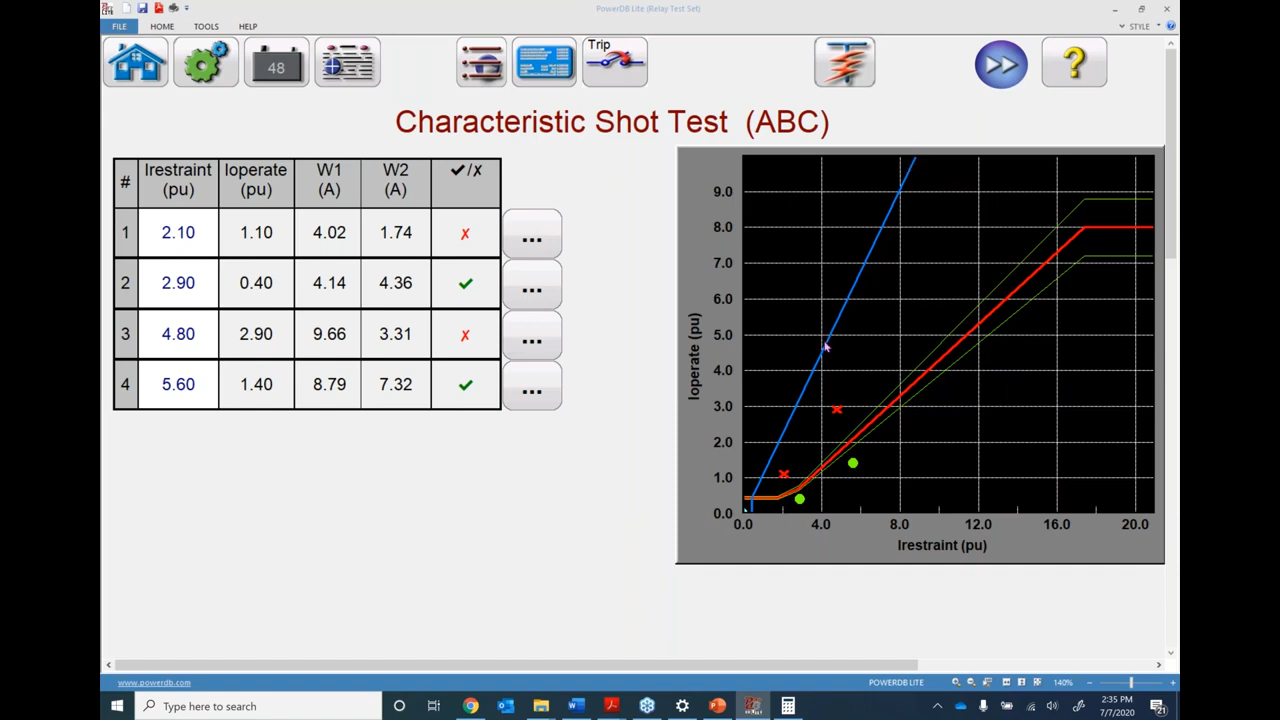 PowerDB Lite (Relay Test Set)
FILE HOME TOOLS HELP STYLE
48
Trip
Characteristic Shot Test (ABC)
# Irestraint (pu) Ioperate (pu) W1 (A) W2 (A) ✓/✗
1 2.10 1.10 4.02 1.74 ✗ ...
2 2.90 0.40 4.14 4.36 ✓ ...
3 4.80 2.90 9.66 3.31 ✗ ...
4 5.60 1.40 8.79 7.32 ✓ ...
Ioperate (pu)
9.0
8.0
7.0
6.0
5.0
4.0
3.0
2.0
1.0
0.0
0.0 4.0 8.0 12.0 16.0 20.0
Irestraint (pu)
www.powerdb.com POWERDB LITE 140%
Type here to search
2:35 PM
7/7/2020
21